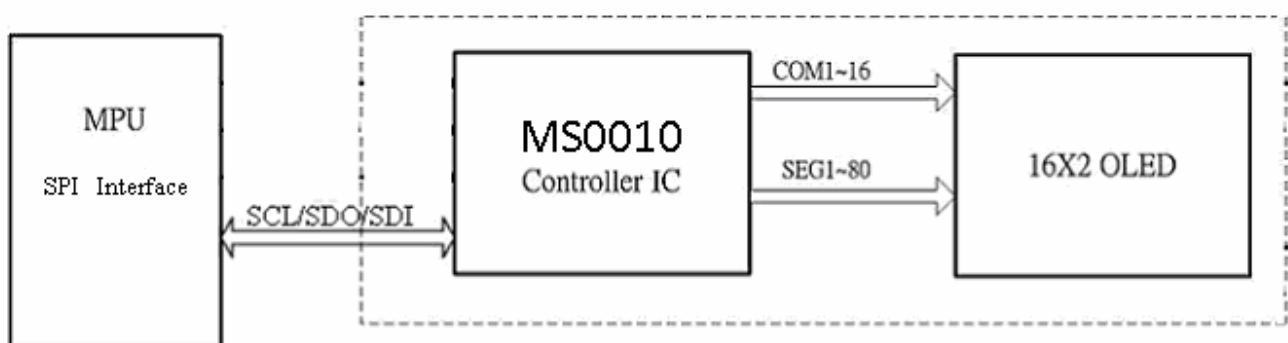 MPU
SPI Interface
SCL/SDO/SDI
MS0010
Controller IC
COM1~16
SEG1~80
16X2 OLED